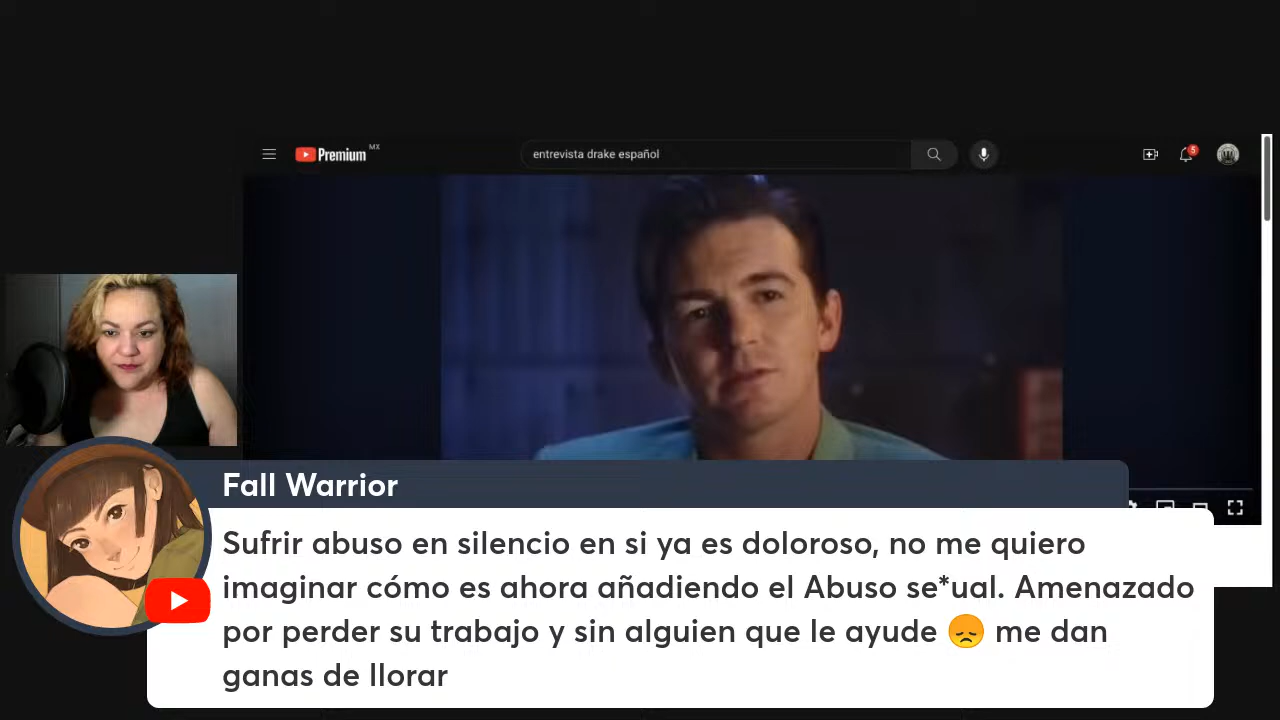 Premium MX
entrevista drake español
5
Fall Warrior
Sufrir abuso en silencio en si ya es doloroso, no me quiero
imaginar cómo es ahora añadiendo el Abuso se*ual. Amenazado
por perder su trabajo y sin alguien que le ayude 😞 me dan
ganas de llorar